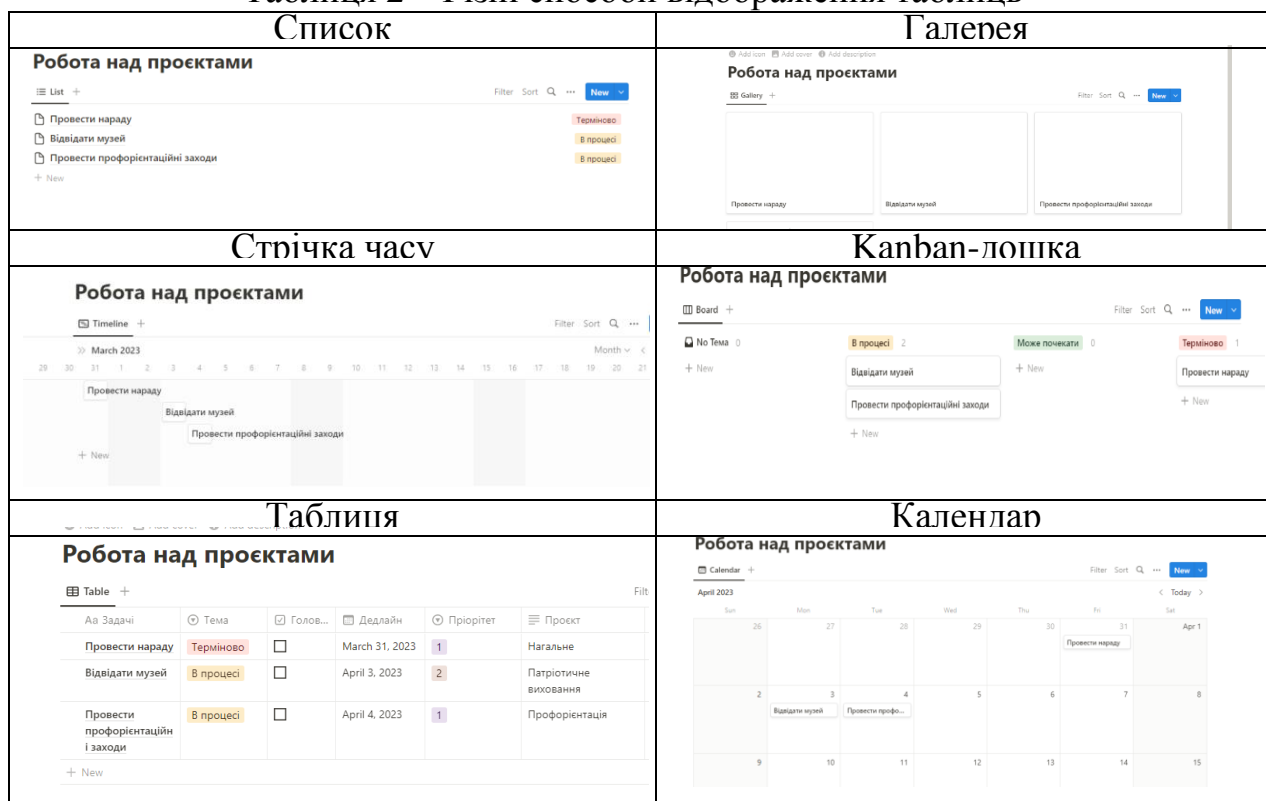 Таблиця 2 – Різні способи відображення таблиць
Список
Робота над проєктами
List +
Filter Sort ••• New
Провести нараду Терміново
Відвідати музей В процесі
Провести профорієнтаційні заходи В процесі
+ New
Галерея
Add icon Add cover Add description
Робота над проєктами
Gallery +
Filter Sort ••• New
Провести нараду
Відвідати музей
Провести профорієнтаційні заходи
Стрічка часу
Робота над проєктами
Timeline +
Filter Sort •••
March 2023 Month
29 30 31 1 2 3 4 5 6 7 8 9 10 11 12 13 14 15 16 17 18 19 20 21
Провести нараду
Відвідати музей
Провести профорієнтаційні заходи
+ New
Kanban-дошка
Робота над проєктами
Board +
Filter Sort ••• New
No Тема 0 В процесі 2 Може почекати 0 Терміново 1
+ New Відвідати музей + New Провести нараду
Провести профорієнтаційні заходи + New
+ New
Таблиця
Робота над проєктами
Table +
Aa Задачі Тема Голов... Дедлайн Пріорітет Проєкт
Провести нараду Терміново March 31, 2023 1 Нагальне
Відвідати музей В процесі April 3, 2023 2 Патріотичне
виховання
Провести В процесі April 4, 2023 1 Профорієнтація
профорієнтаційн
і заходи
+ New
Календар
Робота над проєктами
Calendar +
Filter Sort ••• New
April 2023 < Today >
Sun Mon Tue Wed Thu Fri Sat
26 27 28 29 30 31 Apr 1
Провести нараду
2 3 4 5 6 7 8
Відвідати музей Провести профо...
9 10 11 12 13 14 15